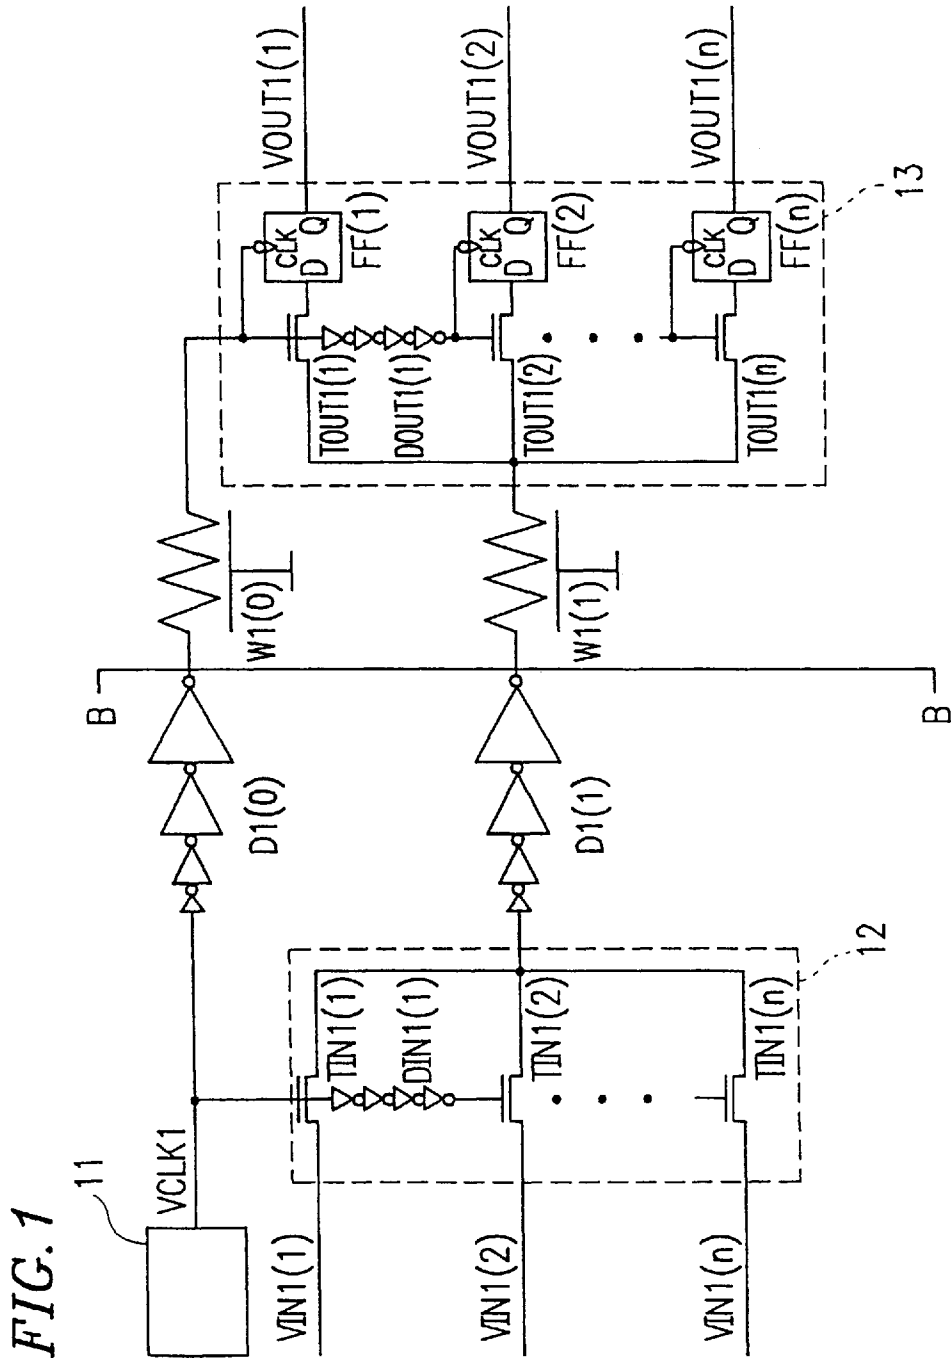 FIG. 1
11
VCLK1
D1(0)
W1(0)
B
VIN1(1)
TIN1(1)
DIN1(1)
VIN1(2)
TIN1(2)
VIN1(n)
TIN1(n)
12
D1(1)
W1(1)
B
TOUT1(1)
DOUT1(1)
TOUT1(2)
TOUT1(n)
CLK
D Q
FF(1)
VOUT1(1)
CLK
D Q
FF(2)
VOUT1(2)
CLK
D Q
FF(n)
VOUT1(n)
13